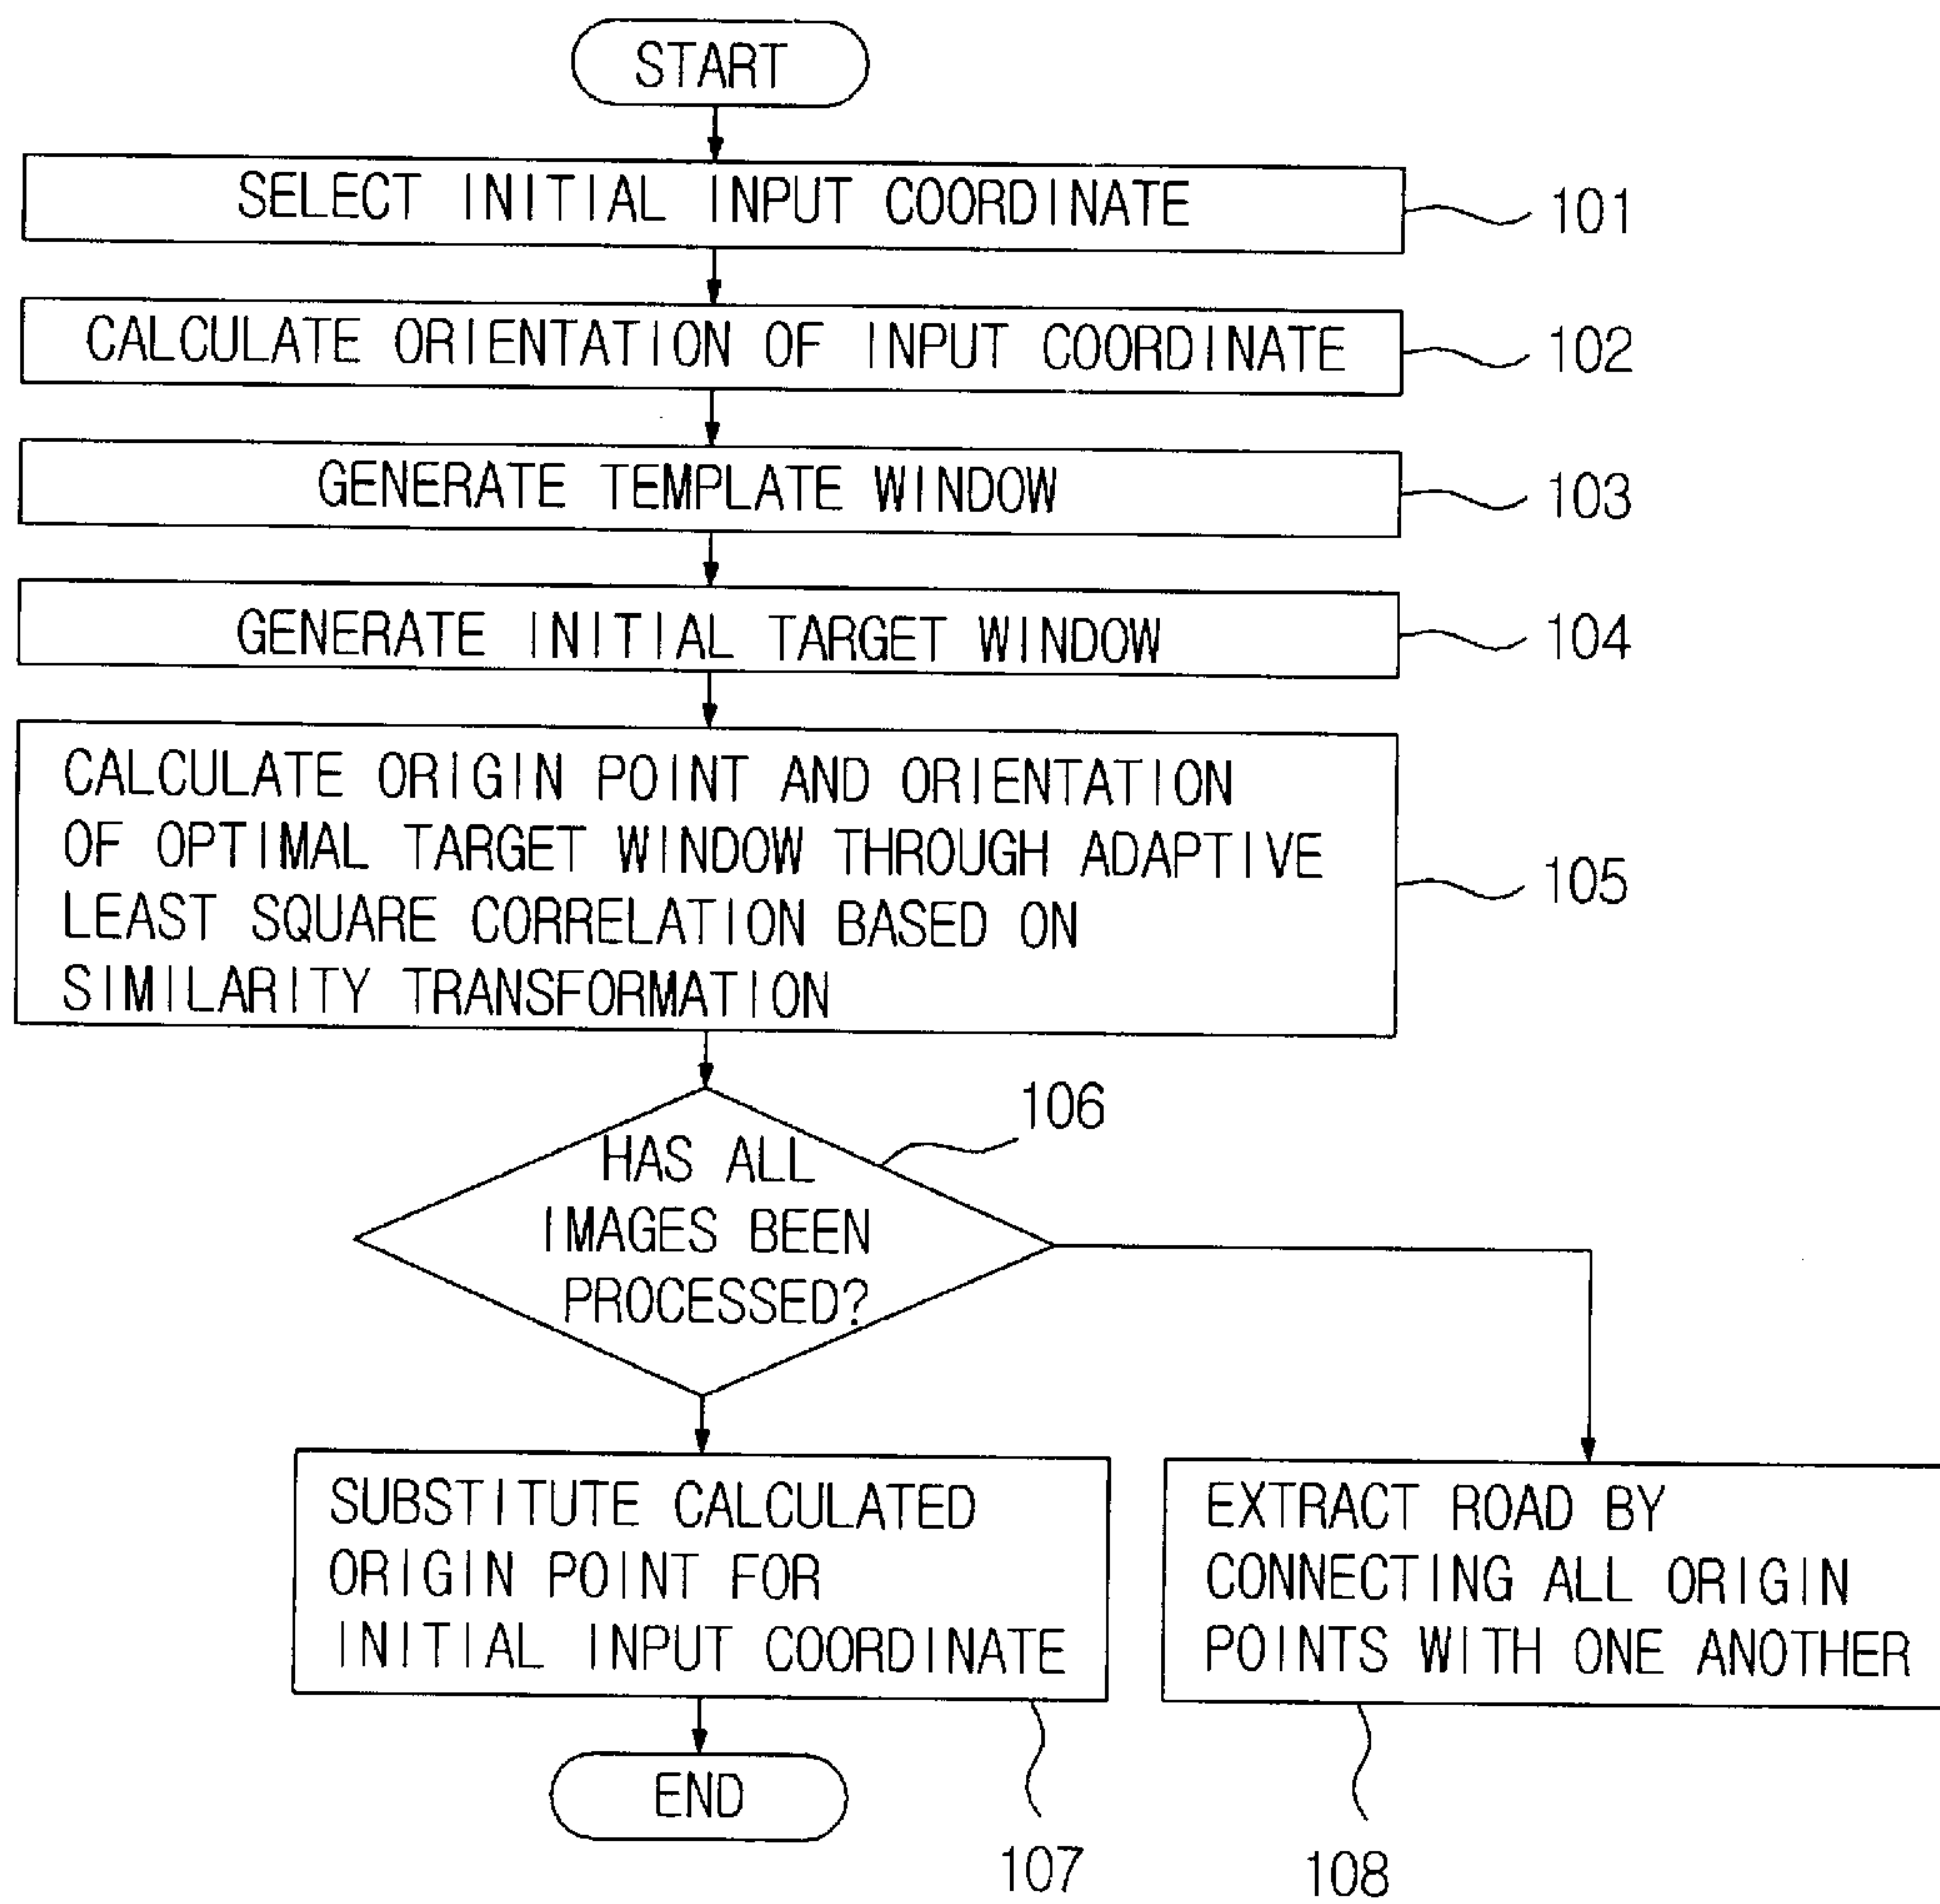 START
SELECT INITIAL INPUT COORDINATE
101
CALCULATE ORIENTATION OF INPUT COORDINATE
102
GENERATE TEMPLATE WINDOW
103
GENERATE INITIAL TARGET WINDOW
104
CALCULATE ORIGIN POINT AND ORIENTATION
OF OPTIMAL TARGET WINDOW THROUGH ADAPTIVE
LEAST SQUARE CORRELATION BASED ON
SIMILARITY TRANSFORMATION
105
106
HAS ALL
IMAGES BEEN
PROCESSED?
SUBSTITUTE CALCULATED
ORIGIN POINT FOR
INITIAL INPUT COORDINATE
EXTRACT ROAD BY
CONNECTING ALL ORIGIN
POINTS WITH ONE ANOTHER
END
107
108